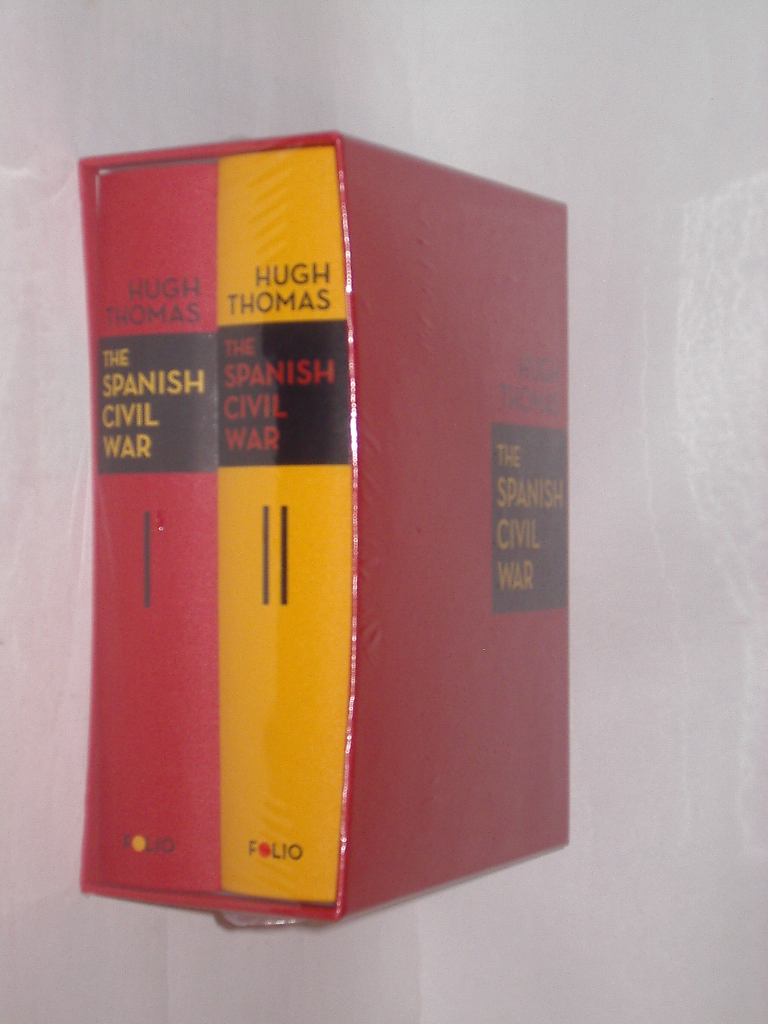 HUGH
THOMAS
THE
SPANISH
CIVIL
WAR
I
FOLIO
HUGH
THOMAS
THE
SPANISH
CIVIL
WAR
II
FOLIO
HUGH
THOMAS
THE
SPANISH
CIVIL
WAR